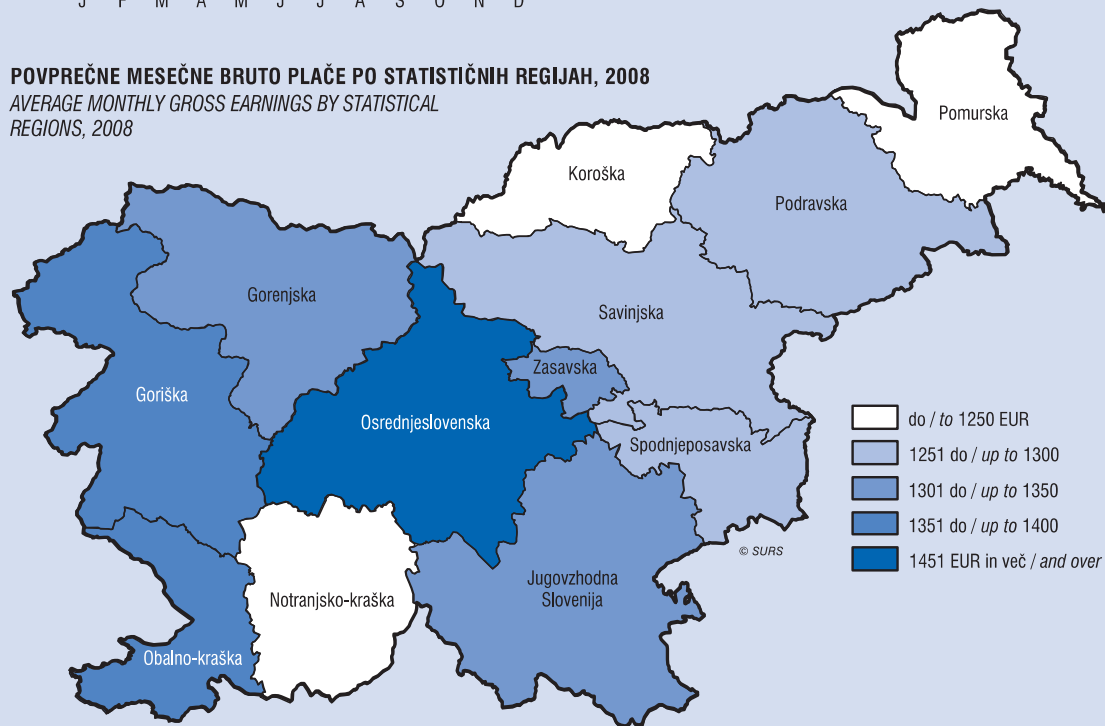 J F M A M J J A S O N D
POVPREČNE MESEČNE BRUTO PLAČE PO STATISTIČNIH REGIJAH, 2008
AVERAGE MONTHLY GROSS EARNINGS BY STATISTICAL
REGIONS, 2008
Pomurska
Koroška
Podravska
Gorenjska
Savinjska
Zasavska
Goriška
Osrednjeslovenska
Spodnjeposavska
Jugovzhodna
Slovenija
Notranjsko-kraška
Obalno-kraška
do / to 1250 EUR
1251 do / up to 1300
1301 do / up to 1350
1351 do / up to 1400
1451 EUR in več / and over
© SURS